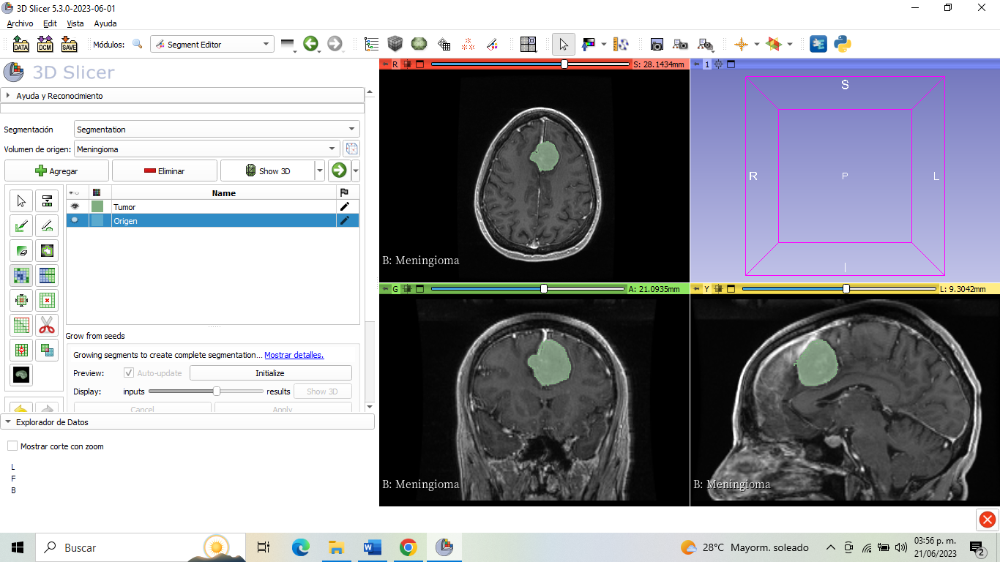 3D Slicer 5.3.0-2023-06-01
Archivo Edit Vista Ayuda
DATA DCM SAVE Módulos: Segment Editor
3D Slicer
Ayuda y Reconocimiento
Segmentación Segmentation
Volumen de origen: Meningioma
Agregar Eliminar Show 3D
Name
Tumor
Origen
Grow from seeds
Growing segments to create complete segmentation... Mostrar detalles.
Preview: Auto-update Initialize
Display: inputs results Show 3D
Cancel Apply
Explorador de Datos
Mostrar corte con zoom
L
F
B
R S: 28.1434mm
B: Meningioma
1
S
R P L
I
G A: 21.0935mm
B: Meningioma
Y L: 9.3042mm
B: Meningioma
Buscar
28°C Mayorm. soleado
03:56 p. m.
21/06/2023
2